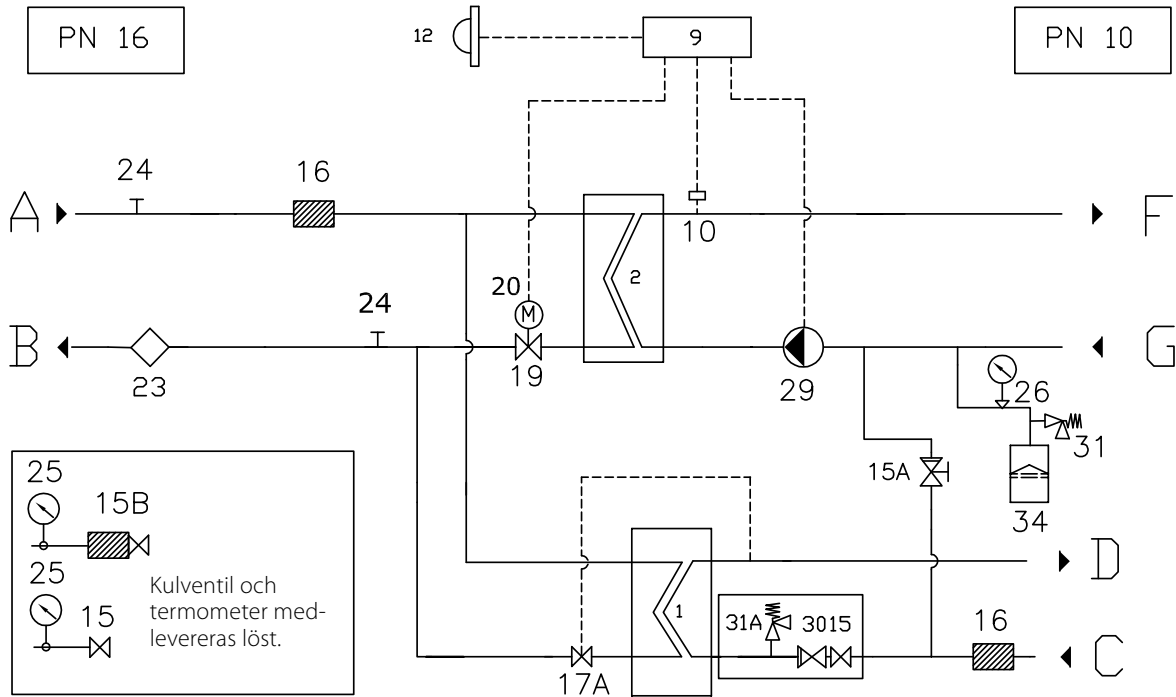 PN 16
12
9
PN 10
24
16
A
10
F
2
20
M
24
B
19
29
G
23
26
31
15A
34
25
15B
25
15
Kulventil och
termometer med-
levereras löst.
D
1
31A
3015
16
17A
C